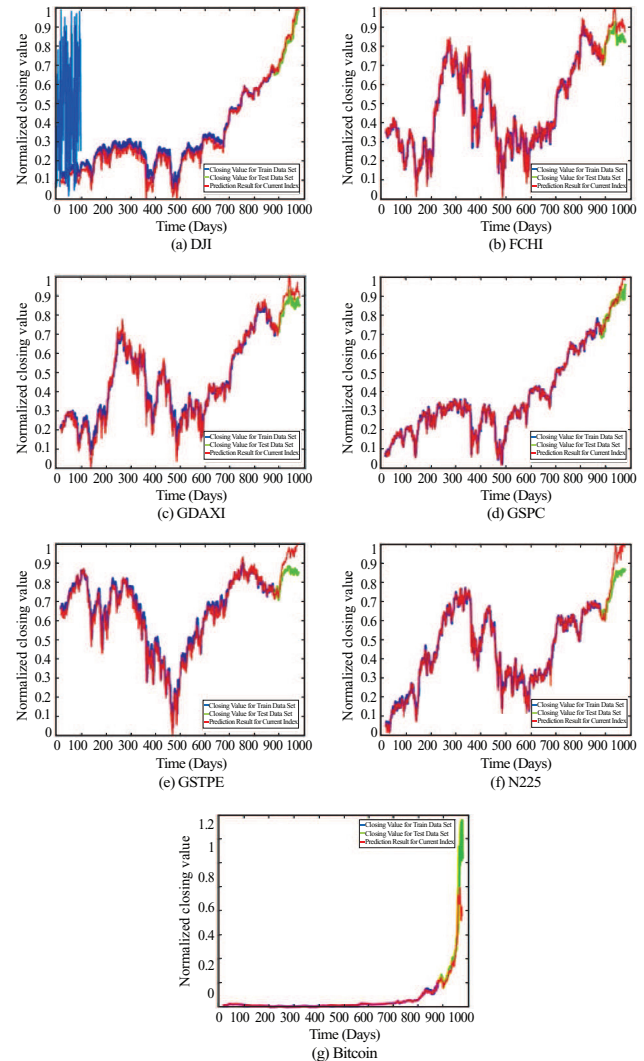 1
0.9
0.8
0.7
0.6
0.5
0.4
0.3
0.2
0.1
0
Normalized closing value
Closing Value for Train Data Set
Closing Value for Test Data Set
Prediction Result for Current Index
0 100 200 300 400 500 600 700 800 900 1000
Time (Days)
(a) DJI
1
0.9
0.8
0.7
0.6
0.5
0.4
0.3
0.2
0.1
0
Normalized closing value
Closing Value for Train Data Set
Closing Value for Test Data Set
Prediction Result for Current Index
0 100 200 300 400 500 600 700 800 900 1000
Time (Days)
(b) FCHI
1
0.9
0.8
0.7
0.6
0.5
0.4
0.3
0.2
0.1
0
Normalized closing value
Closing Value for Train Data Set
Closing Value for Test Data Set
Prediction Result for Current Index
0 100 200 300 400 500 600 700 800 900 1000
Time (Days)
(c) GDAXI
1
0.9
0.8
0.7
0.6
0.5
0.4
0.3
0.2
0.1
0
Normalized closing value
Closing Value for Train Data Set
Closing Value for Test Data Set
Prediction Result for Current Index
0 100 200 300 400 500 600 700 800 900 1000
Time (Days)
(d) GSPC
1
0.9
0.8
0.7
0.6
0.5
0.4
0.3
0.2
0.1
0
Normalized closing value
Closing Value for Train Data Set
Closing Value for Test Data Set
Prediction Result for Current Index
0 100 200 300 400 500 600 700 800 900 1000
Time (Days)
(e) GSTPE
1
0.9
0.8
0.7
0.6
0.5
0.4
0.3
0.2
0.1
0
Normalized closing value
Closing Value for Train Data Set
Closing Value for Test Data Set
Prediction Result for Current Index
0 100 200 300 400 500 600 700 800 900 1000
Time (Days)
(f) N225
1.2
Normalized closing value
Closing Value for Train Data Set
Closing Value for Test Data Set
Prediction Result for Current Index
0.6
0.4
0
0 100 200 300 400 500 600 700 800 900 1000
Time (Days)
(g) Bitcoin